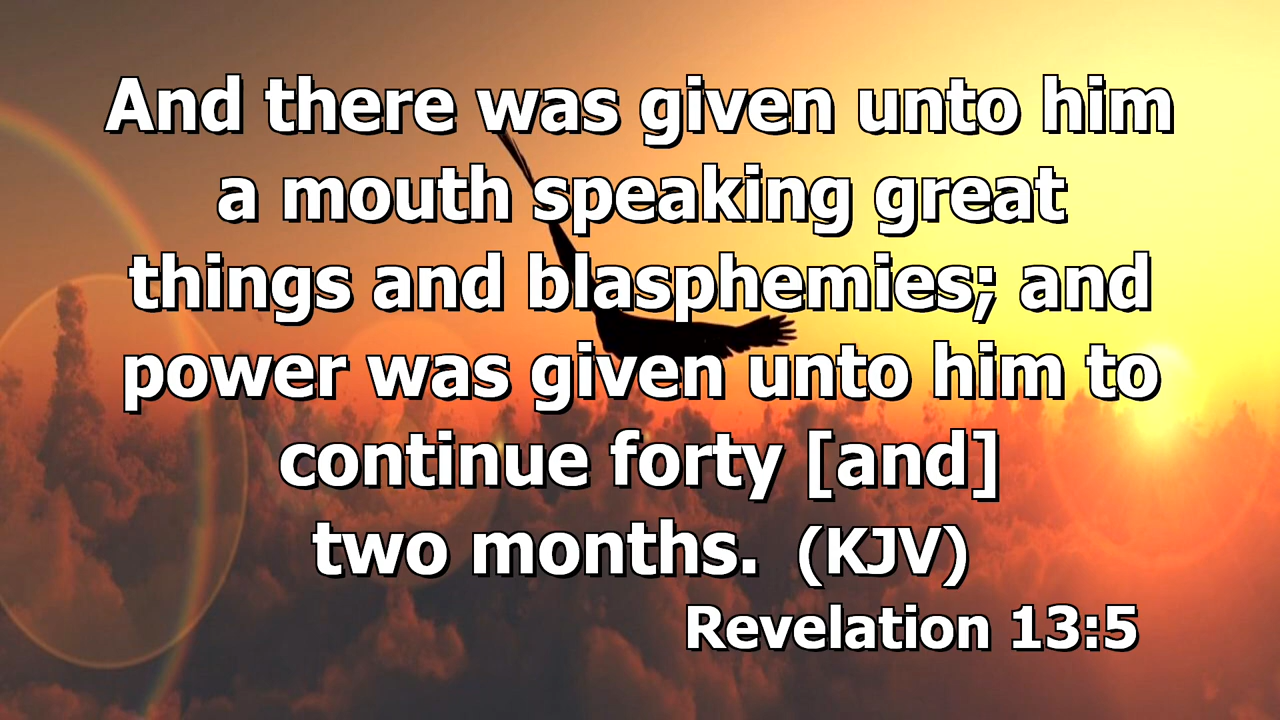 And there was given unto him
a mouth speaking great
things and blasphemies; and
power was given unto him to
continue forty [and]
two months. (KJV)
Revelation 13:5